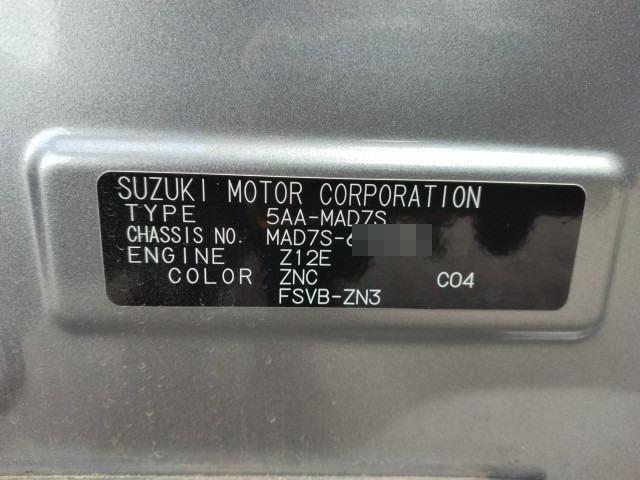 SUZUKI MOTOR CORPORATION
TYPE 5AA-MAD7S
CHASSIS NO. MAD7S-
ENGINE Z12E
COLOR ZNC C04
FSVB-ZN3